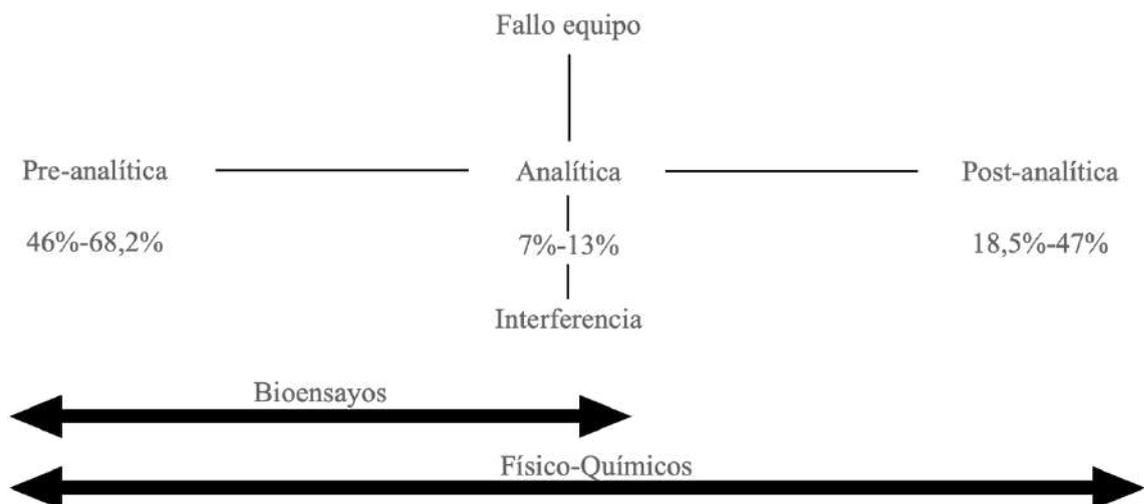 Fallo equipo
Pre-analítica Analítica Post-analítica
46%-68,2% 7%-13% 18,5%-47%
Interferencia
Bioensayos
Físico-Químicos